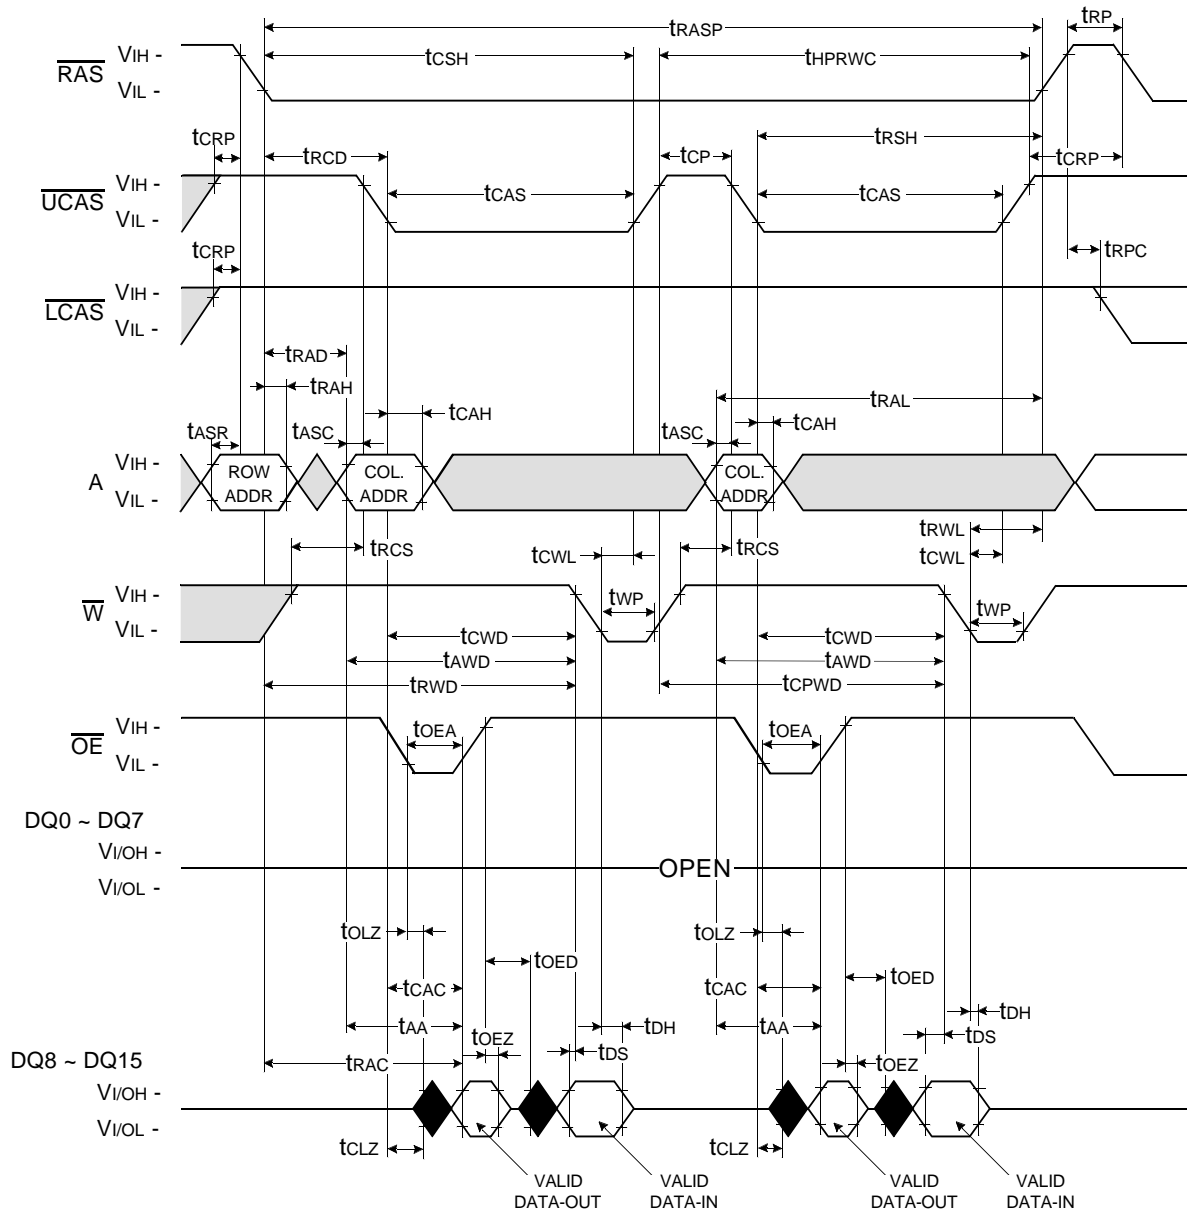 tRASP
tRP
VIH -
tCSH
tHPRWC
RAS
VIL -
tCRP
tRCD
tCP
tRSH
tCRP
VIH -
UCAS
tCAS
tCAS
VIL -
tCRP
tRPC
VIH -
LCAS
VIL -
tRAD
tRAH
tCAH
tRAL
tASR
tASC
tASC
tCAH
VIH -
A
ROW ADDR
COL. ADDR
COL. ADDR
VIL -
tRWL
tRCS
tCWL
tRCS
tCWL
VIH -
W
tWP
tWP
VIL -
tCWD
tCWD
tAWD
tAWD
tRWD
tCPWD
VIH -
OE
tOEA
tOEA
VIL -
DQ0 ~ DQ7
VI/OH -
OPEN
VI/OL -
tOLZ
tOLZ
tOED
tOED
tCAC
tCAC
tDH
tDH
tAA
tAA
tOEZ
tDS
tDS
DQ8 ~ DQ15
tRAC
tOEZ
VI/OH -
VI/OL -
tCLZ
tCLZ
VALID DATA-OUT
VALID DATA-IN
VALID DATA-OUT
VALID DATA-IN